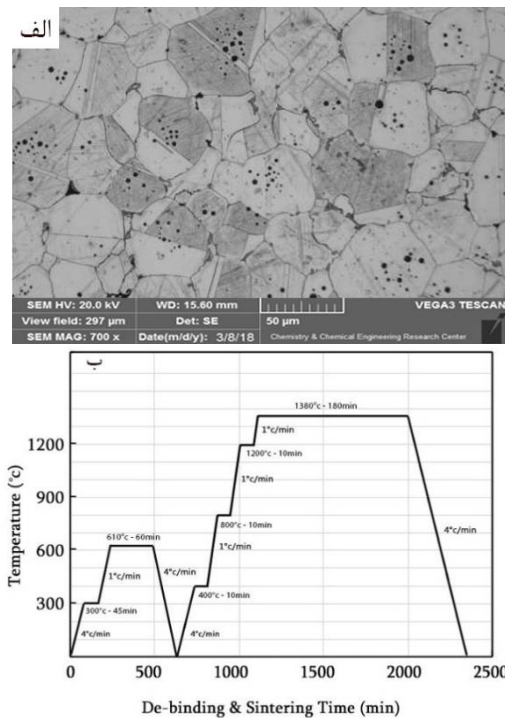 الف
SEM HV: 20.0 kV WD: 15.60 mm VEGA3 TESCAN
View field: 297 µm Det: SE 50 µm
SEM MAG: 700 x Date(m/d/y): 3/8/18 Chemistry & Chemical Engineering Research Center
ب
1380°c - 180min
1°c/min
1200
1200°c - 10min
1°c/min
900
800°c - 10min
4°c/min
610°c - 60min
600
1°c/min
4°c/min
1°c/min
400°c - 10min
300
300°c - 45min
4°c/min
4°c/min
Temperature (°c)
0 500 1000 1500 2000 2500
De-binding & Sintering Time (min)